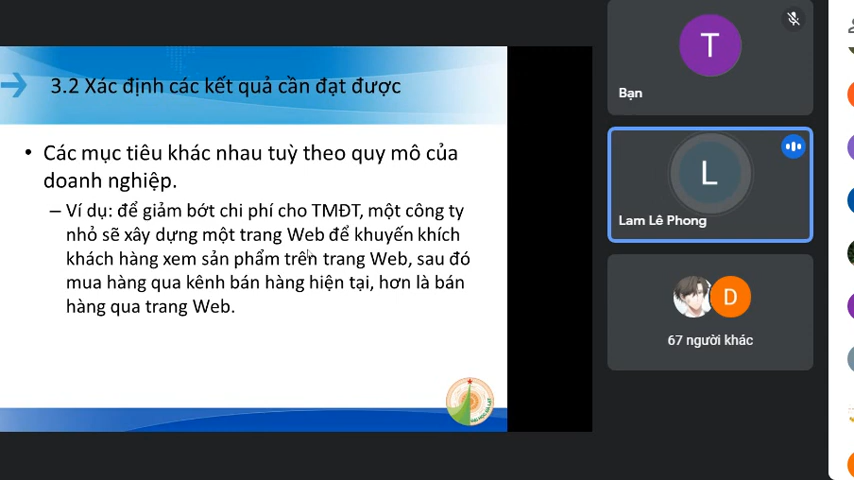 3.2 Xác định các kết quả cần đạt được
• Các mục tiêu khác nhau tuỳ theo quy mô của
doanh nghiệp.
– Ví dụ: để giảm bớt chi phí cho TMĐT, một công ty
nhỏ sẽ xây dựng một trang Web để khuyến khích
khách hàng xem sản phẩm trên trang Web, sau đó
mua hàng qua kênh bán hàng hiện tại, hơn là bán
hàng qua trang Web.
T
Bạn
L
Lam Lê Phong
D
67 người khác